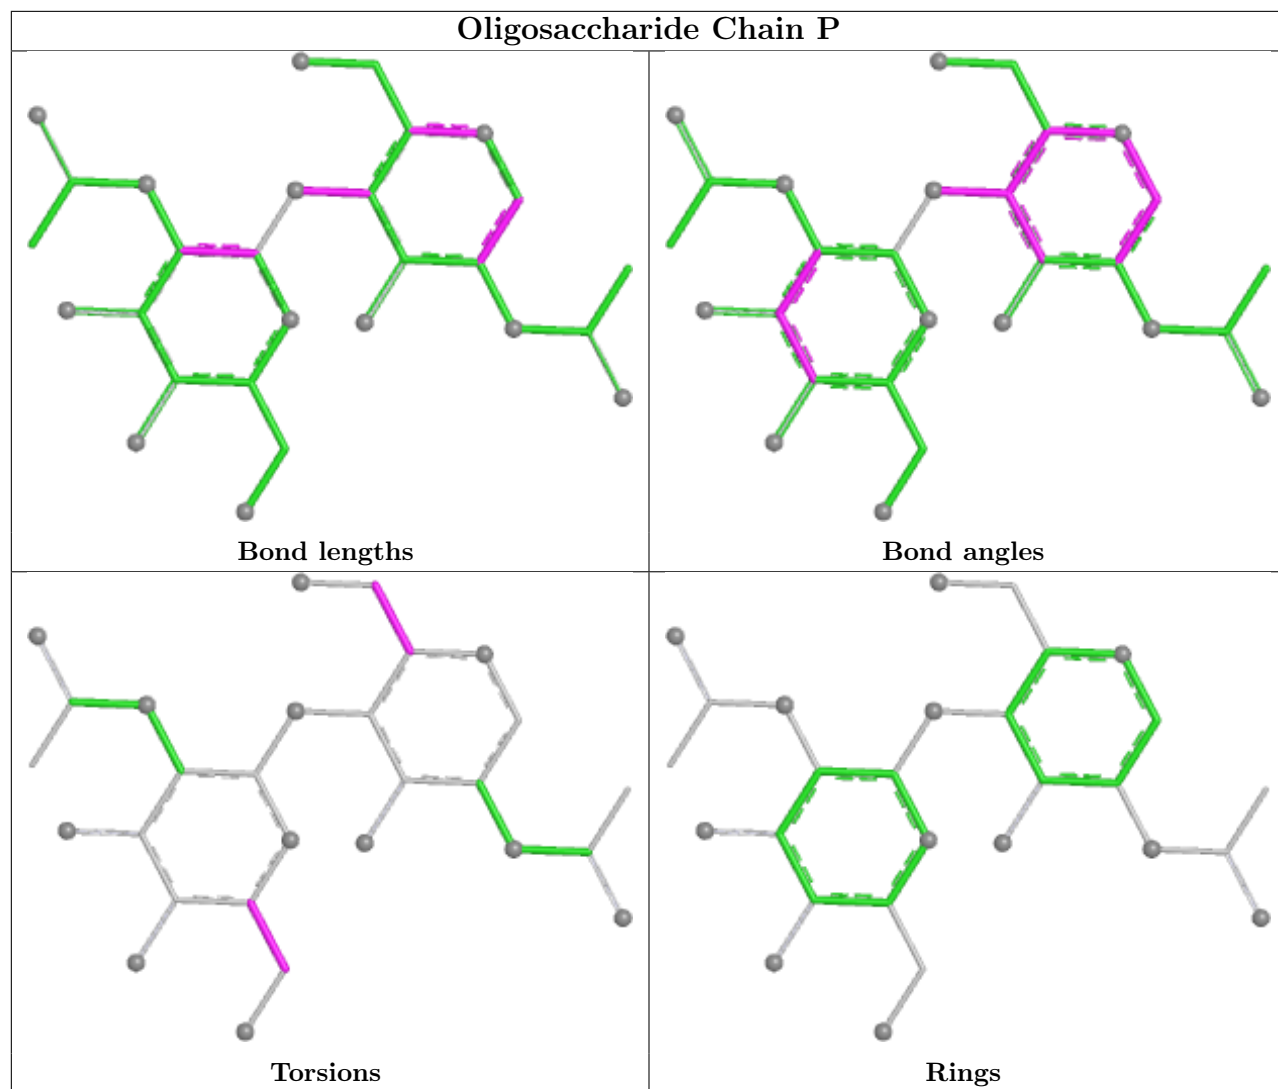 Oligosaccharide Chain P
Bond lengths
Bond angles
Torsions
Rings